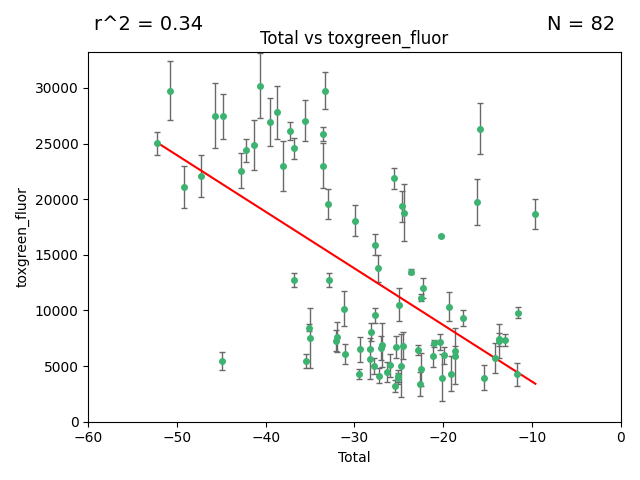 r^2 = 0.34
N = 82
Total vs toxgreen_fluor
30000
25000
20000
15000
10000
5000
0
toxgreen_fluor
−60
−50
−40
−30
−20
−10
0
Total